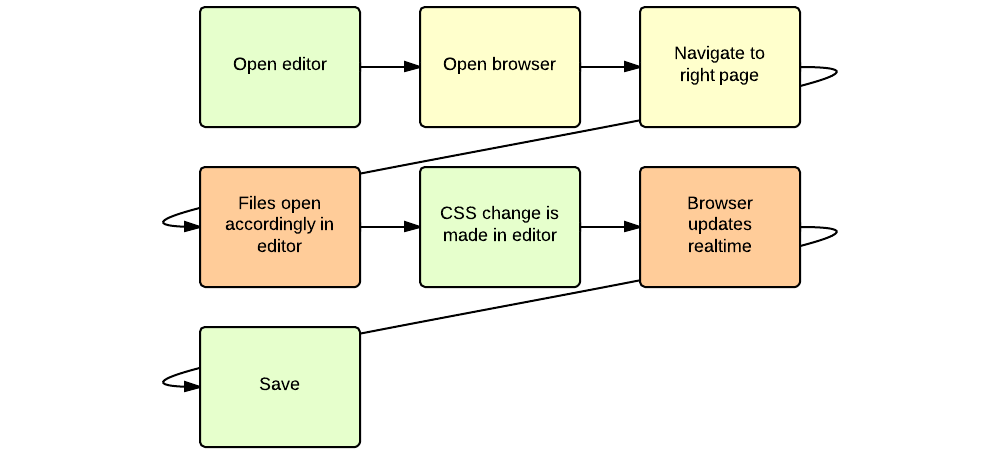 Open editor
Open browser
Navigate to
right page
Files open
accordingly in
editor
CSS change is
made in editor
Browser
updates
realtime
Save